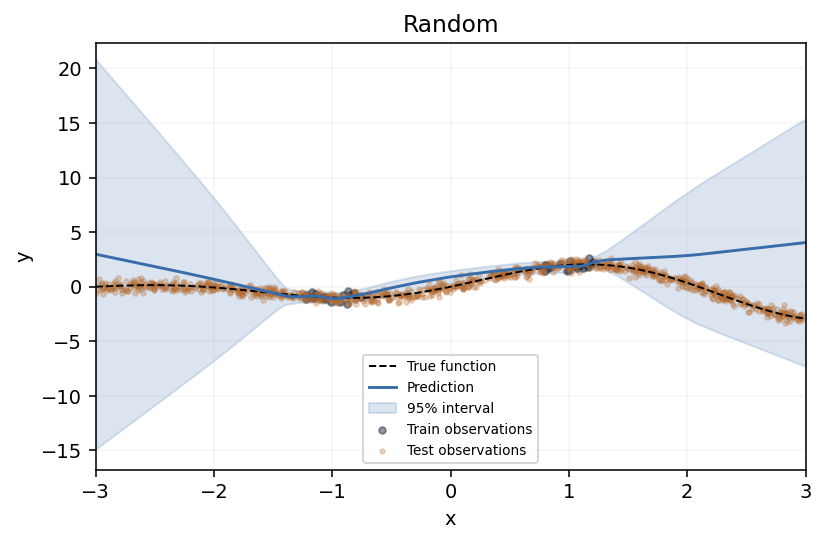 Random
20
15
10
5
0
−5
−10
−15
y
True function
Prediction
95% interval
Train observations
Test observations
−3
−2
−1
0
1
2
3
x